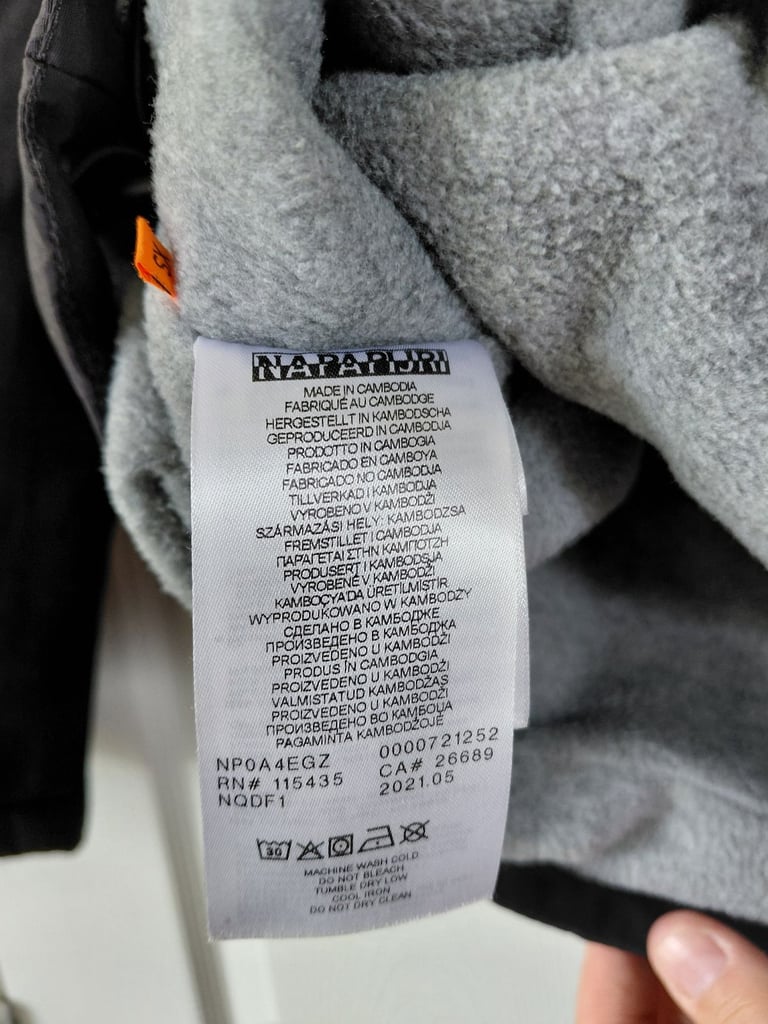 XS
NAPAPIJRI
MADE IN CAMBODIA
FABRIQUÉ AU CAMBODGE
HERGESTELLT IN KAMBODSCHA
GEPRODUCEERD IN CAMBODJA
PRODOTTO IN CAMBOGIA
FABRICADO EN CAMBOYA
FABRICADO NO CAMBODJA
TILLVERKAD I KAMBODJA
VYROBENO V KAMBODŽI
SZÁRMAZÁSI HELY: KAMBODZSA
FREMSTILLET I CAMBODJA
ΠΑΡΑΓΕΤΑΙ ΣΤΗΝ ΚΑΜΠΟΤΖΗ
PRODUSERT I KAMBODSJA
VYROBENÉ V KAMBODŽI
KAMBOÇYA'DA ÜRETİLMİŞTİR
WYPRODUKOWANO W KAMBODŻY
СДЕЛАНО В КАМБОДЖЕ
ПРОИЗВЕДЕНО В КАМБОДЖА
PROIZVEDENO U KAMBODŽI
PRODUS ÎN CAMBODGIA
PROIZVEDENO U KAMBODŽI
VALMISTATUD KAMBODŽAS
PROIZVEDENO U KAMBODŽI
ПРОИЗВЕДЕНО ВО КАМБОЏА
PAGAMINTA KAMBODŽOJE
NP0A4EGZ 0000721252
RN# 115435 CA# 26689
NQDF1 2021.05
30
MACHINE WASH COLD
DO NOT BLEACH
TUMBLE DRY LOW
COOL IRON
DO NOT DRY CLEAN